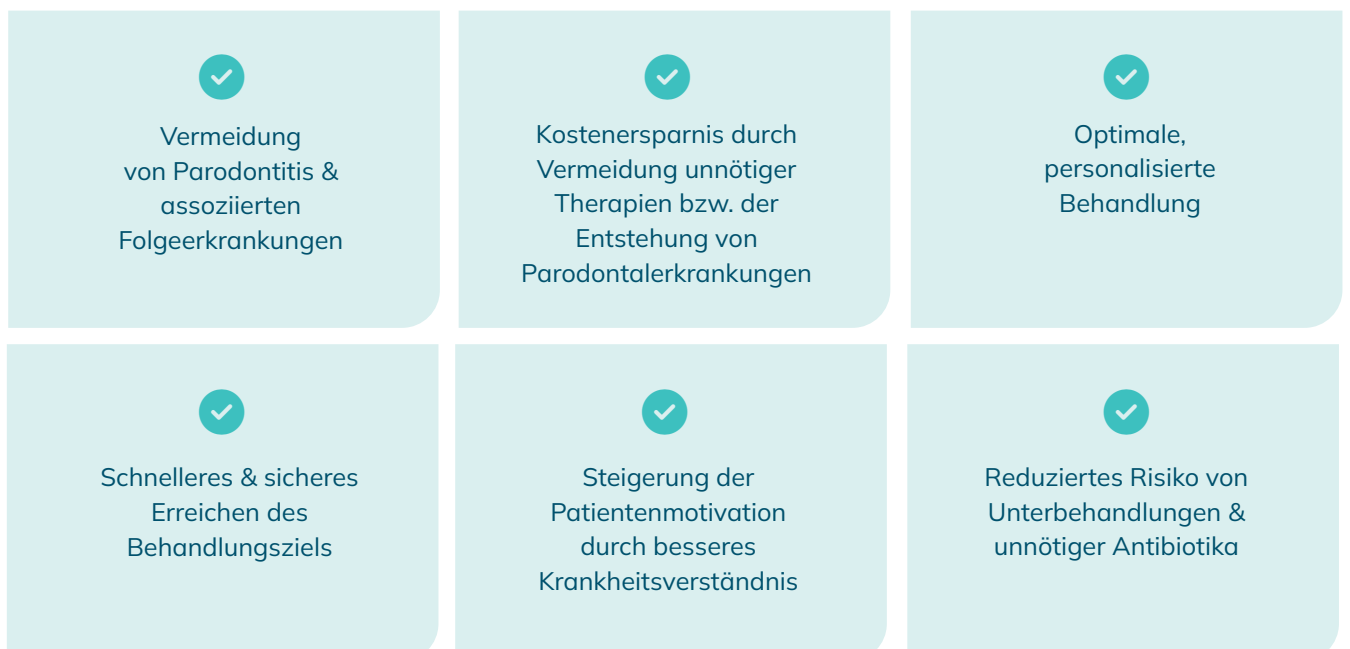 Vermeidung
von Parodontitis &
assoziierten
Folgeerkrankungen
Kostenersparnis durch
Vermeidung unnötiger
Therapien bzw. der
Entstehung von
Parodontalerkrankungen
Optimale,
personalisierte
Behandlung
Schnelleres & sicheres
Erreichen des
Behandlungsziels
Steigerung der
Patientenmotivation
durch besseres
Krankheitsverständnis
Reduziertes Risiko von
Unterbehandlungen &
unnötiger Antibiotika